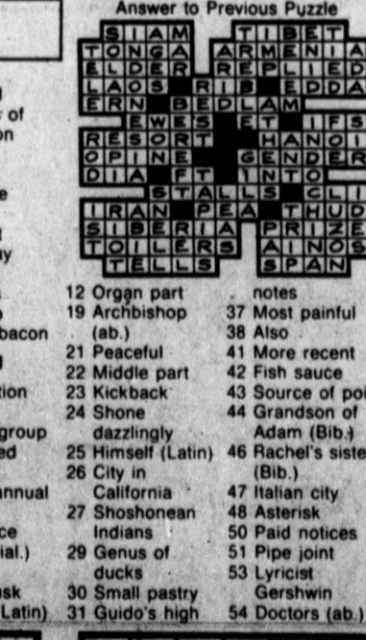 Answer to Previous Puzzle
SIAM TIBET
TONGA ARMENIA
ELDER REPLIED
LAOS RIB EDDA
ERN BEDLAM
EWES ET IFS
RESORT HANOI
OPINE GENDER
DIA FT INTO
STALLS CLI
IRAN PEA THUD
SIBERIA PRIZE
TOILERS AINOS
TELLS SPAN
s of
on
e
ay
o
bacon
tion
group
ed
annual
ce
ial.)
usk
Latin)
12 Organ part
19 Archbishop
(ab.)
21 Peaceful
22 Middle part
23 Kickback
24 Shone
dazzlingly
25 Himself (Latin)
26 City in
California
27 Shoshonean
Indians
29 Genus of
ducks
30 Small pastry
31 Guido's high
notes
37 Most painful
38 Also
41 More recent
42 Fish sauce
43 Source of poi
44 Grandson of
Adam (Bib.)
46 Rachel's siste
(Bib.)
47 Italian city
48 Asterisk
50 Paid notices
51 Pipe joint
53 Lyricist
Gershwin
54 Doctors (ab.)